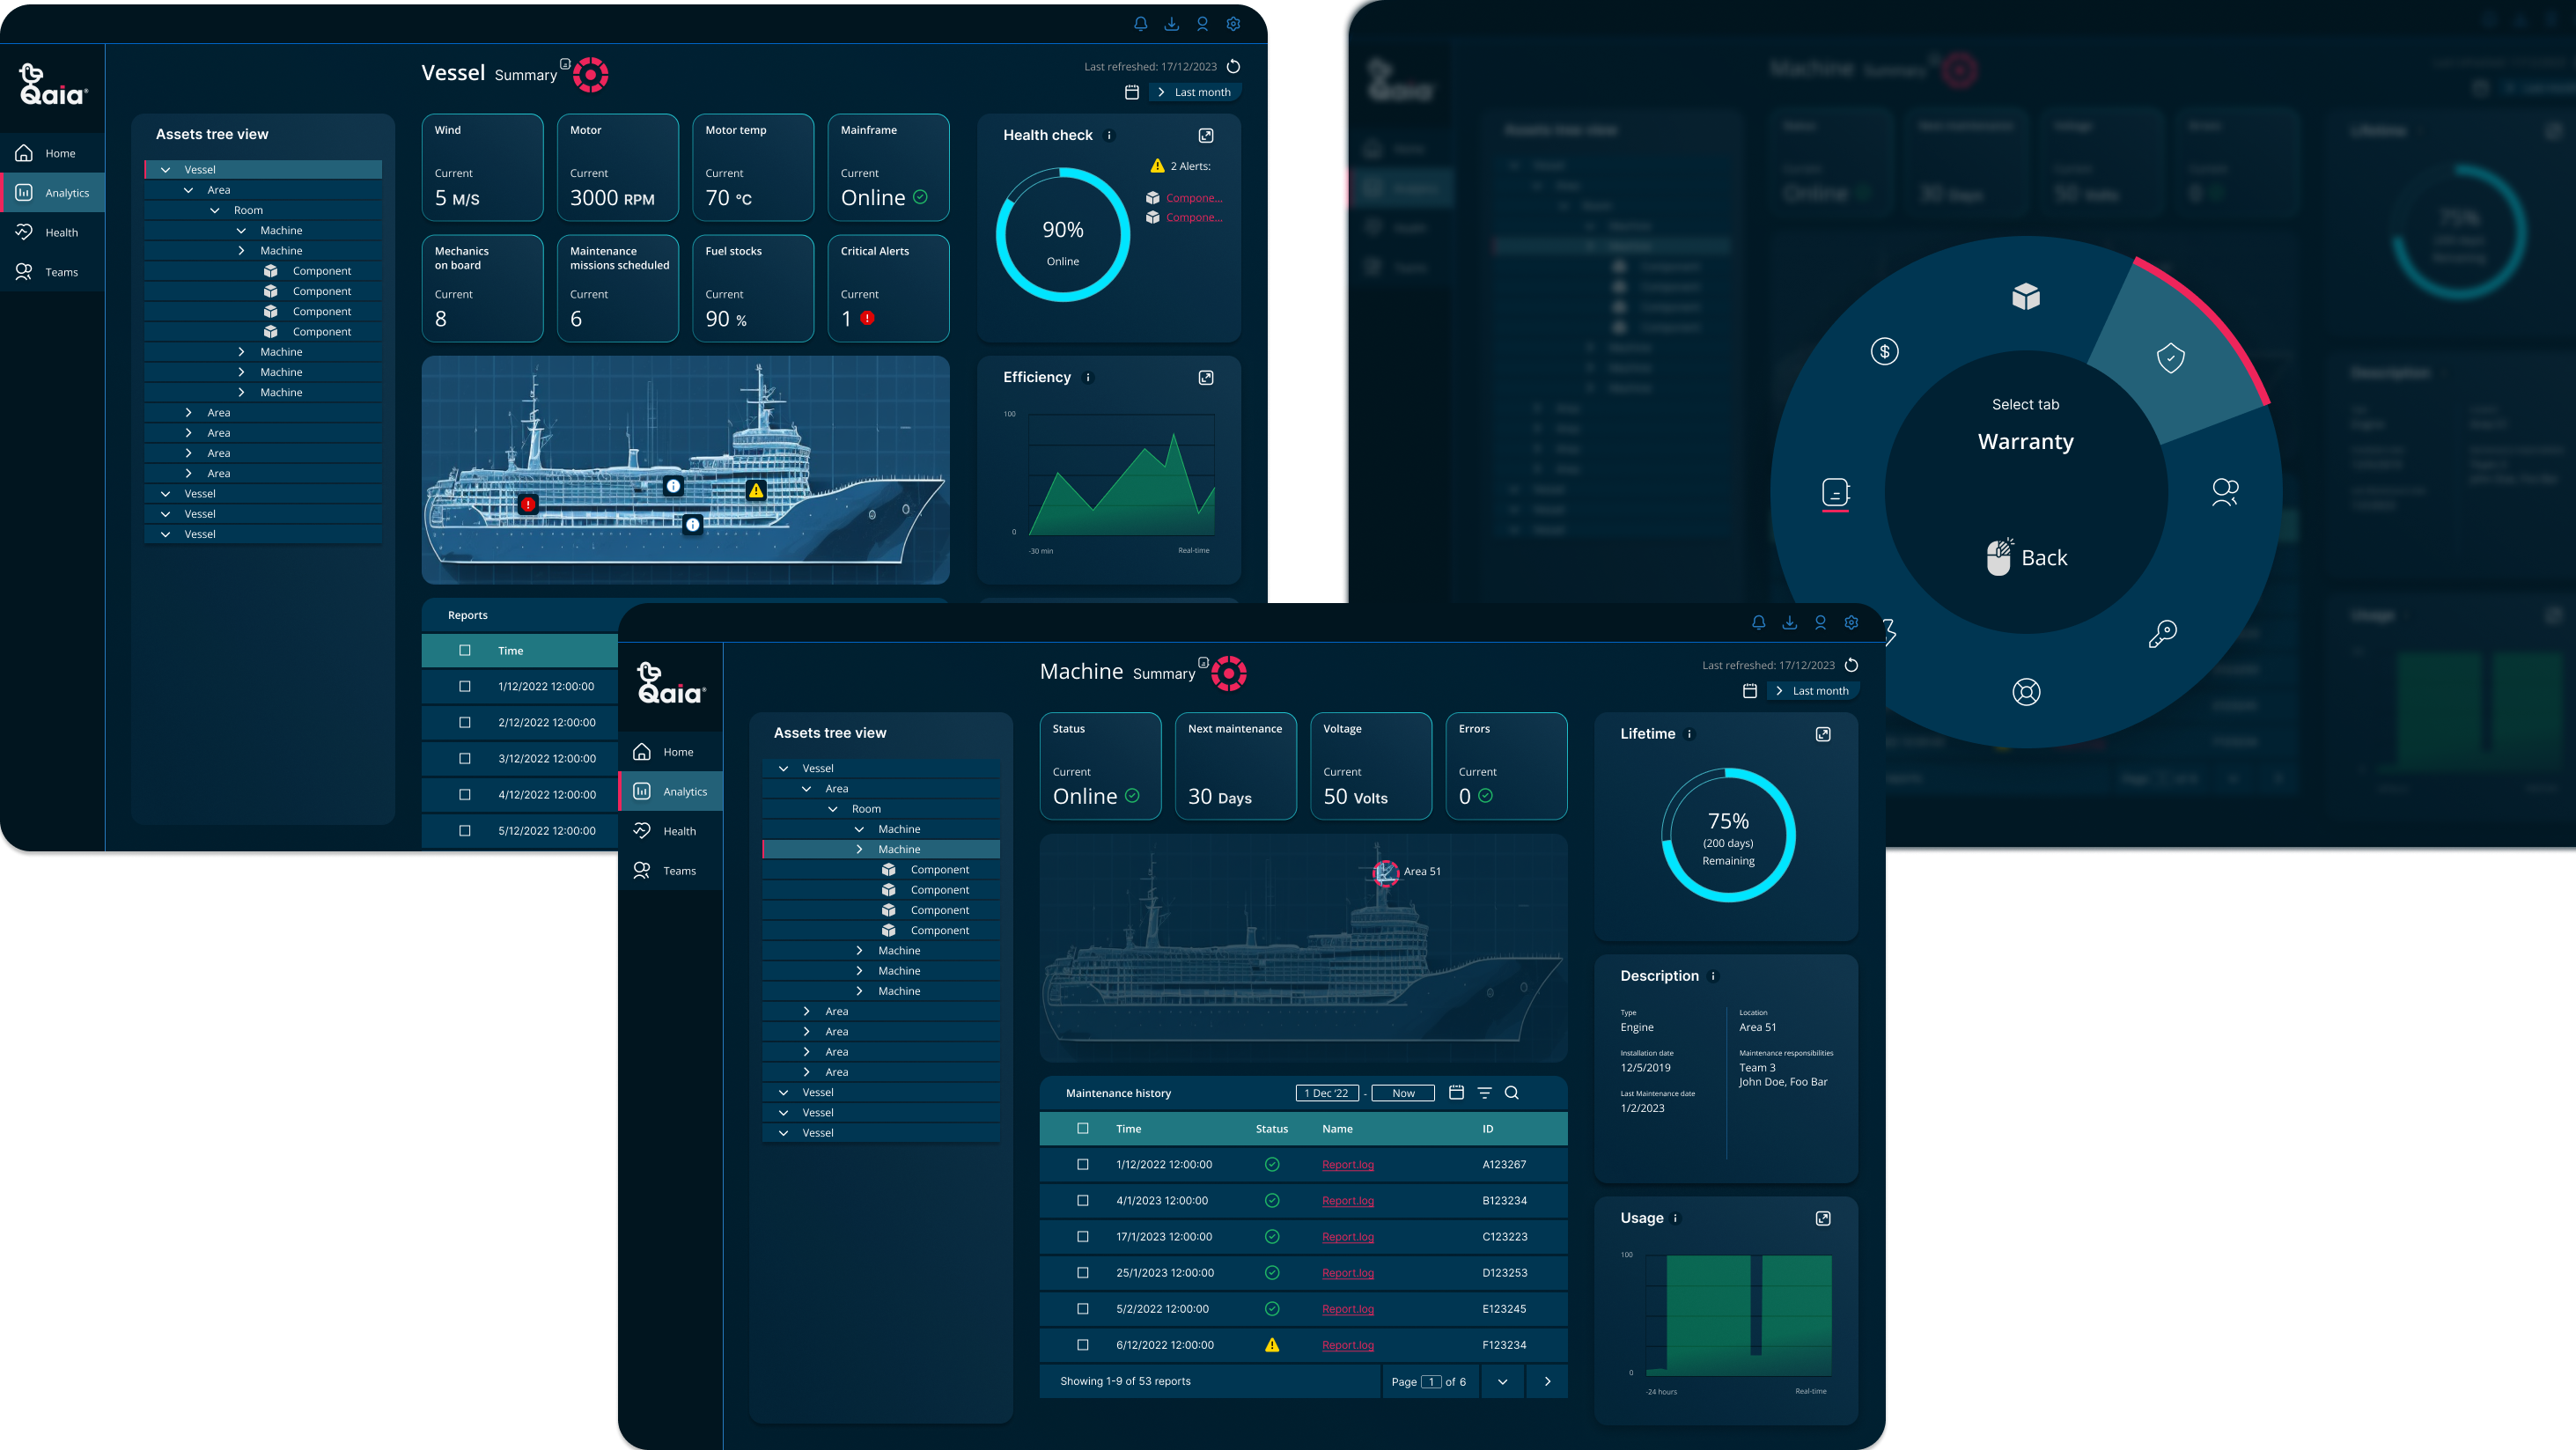 Qaia®
Home
Analytics
Health
Teams
Vessel Summary
Last refreshed: 17/12/2023
Last month
Assets tree view
Vessel
Area
Room
Machine
Machine
Component
Component
Component
Component
Machine
Machine
Machine
Area
Area
Area
Area
Vessel
Vessel
Vessel
Wind
Current
5 M/S
Motor
Current
3000 RPM
Motor temp
Current
70 °C
Mainframe
Current
Online
Mechanics
on board
Current
8
Maintenance
missions scheduled
Current
6
Fuel stocks
Current
90 %
Critical Alerts
Current
1
Health check
90%
Online
2 Alerts:
Compone...
Compone...
Efficiency
100
0
-30 min
Real-time
Reports
Time
1/12/2022 12:00:00
2/12/2022 12:00:00
3/12/2022 12:00:00
4/12/2022 12:00:00
5/12/2022 12:00:00
Machine Summary
Select tab
Warranty
Back
Qaia®
Home
Analytics
Health
Teams
Machine Summary
Last refreshed: 17/12/2023
Last month
Assets tree view
Vessel
Area
Room
Machine
Machine
Component
Component
Component
Component
Machine
Machine
Machine
Area
Area
Area
Area
Vessel
Vessel
Vessel
Status
Current
Online
Next maintenance
30 Days
Voltage
Current
50 Volts
Errors
Current
0
Area 51
Maintenance history
1 Dec '22 - Now
Time Status Name ID
1/12/2022 12:00:00 Report.log A123267
4/1/2023 12:00:00 Report.log B123234
17/1/2023 12:00:00 Report.log C123223
25/1/2023 12:00:00 Report.log D123253
5/2/2022 12:00:00 Report.log E123245
6/12/2022 12:00:00 Report.log F123234
Showing 1-9 of 53 reports
Page 1 of 6
Lifetime
75%
(200 days)
Remaining
Description
Type
Engine
Installation date
12/5/2019
Last Maintenance date
1/2/2023
Location
Area 51
Maintenance responsibilities
Team 3
John Doe, Foo Bar
Usage
100
0
-24 hours
Real-time